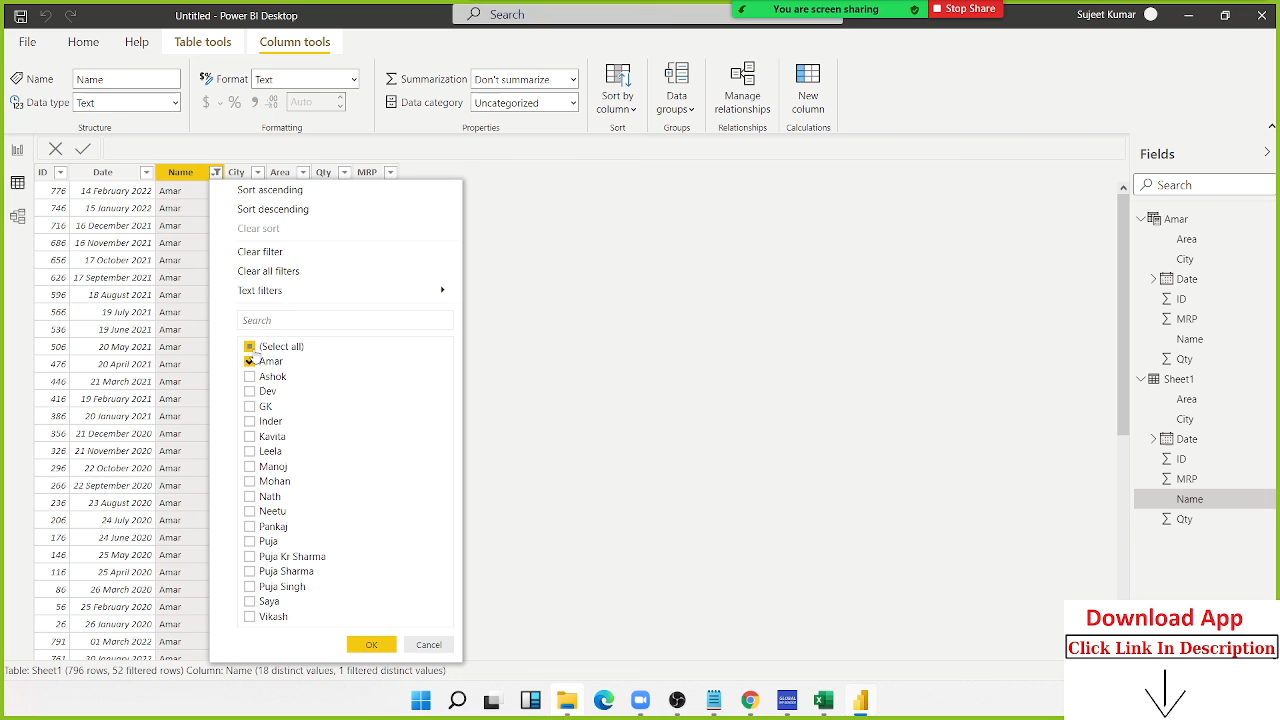 Untitled - Power BI Desktop
Search
You are screen sharing
Stop Share
Sujeet Kumar
File
Home
Help
Table tools
Column tools
Name
Name
Data type
Text
Structure
Format
Text
$
%
Auto
Formatting
Summarization
Don't summarize
Data category
Uncategorized
Properties
Sort by
column
Sort
Data
groups
Groups
Manage
relationships
Relationships
New
column
Calculations
ID Date Name City Area Qty MRP
776 14 February 2022 Amar
746 15 January 2022 Amar
716 16 December 2021 Amar
686 16 November 2021 Amar
656 17 October 2021 Amar
626 17 September 2021 Amar
596 18 August 2021 Amar
566 19 July 2021 Amar
536 19 June 2021 Amar
506 20 May 2021 Amar
476 20 April 2021 Amar
446 21 March 2021 Amar
416 19 February 2021 Amar
386 20 January 2021 Amar
356 21 December 2020 Amar
326 21 November 2020 Amar
296 22 October 2020 Amar
266 22 September 2020 Amar
236 23 August 2020 Amar
206 24 July 2020 Amar
176 24 June 2020 Amar
146 25 May 2020 Amar
116 25 April 2020 Amar
86 26 March 2020 Amar
56 25 February 2020 Amar
26 26 January 2020 Amar
791 01 March 2022 Amar
761 30 January 2022 Amar
Sort ascending
Sort descending
Clear sort
Clear filter
Clear all filters
Text filters
Search
(Select all)
Amar
Ashok
Dev
GK
Inder
Kavita
Leela
Manoj
Mohan
Nath
Neetu
Pankaj
Puja
Puja Kr Sharma
Puja Sharma
Puja Singh
Saya
Vikash
OK
Cancel
Fields
Search
Amar
Area
City
Date
ID
MRP
Name
Qty
Sheet1
Area
City
Date
ID
MRP
Name
Qty
Table: Sheet1 (796 rows, 52 filtered rows) Column: Name (18 distinct values, 1 filtered distinct values)
Download App
Click Link In Description